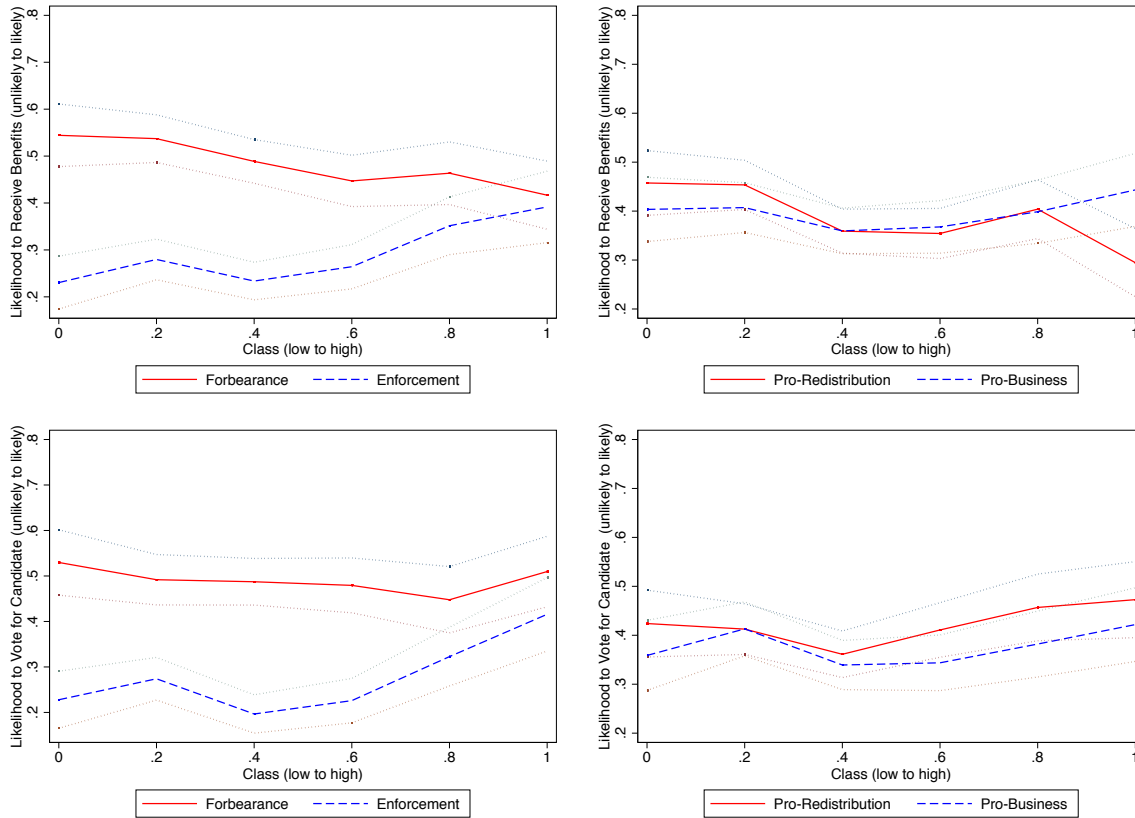 Likelihood to Receive Benefits (unlikely to likely)
.8
.7
.6
.5
.4
.3
.2
0 .2 .4 .6 .8 1
Class (low to high)
Forbearance Enforcement
Likelihood to Receive Benefits (unlikely to likely)
.8
.7
.6
.5
.4
.3
.2
0 .2 .4 .6 .8 1
Class (low to high)
Pro-Redistribution Pro-Business
Likelihood to Vote for Candidate (unlikely to likely)
.8
.7
.6
.5
.4
.3
.2
0 .2 .4 .6 .8 1
Class (low to high)
Forbearance Enforcement
Likelihood to Vote for Candidate (unlikely to likely)
.8
.7
.6
.5
.4
.3
.2
0 .2 .4 .6 .8 1
Class (low to high)
Pro-Redistribution Pro-Business